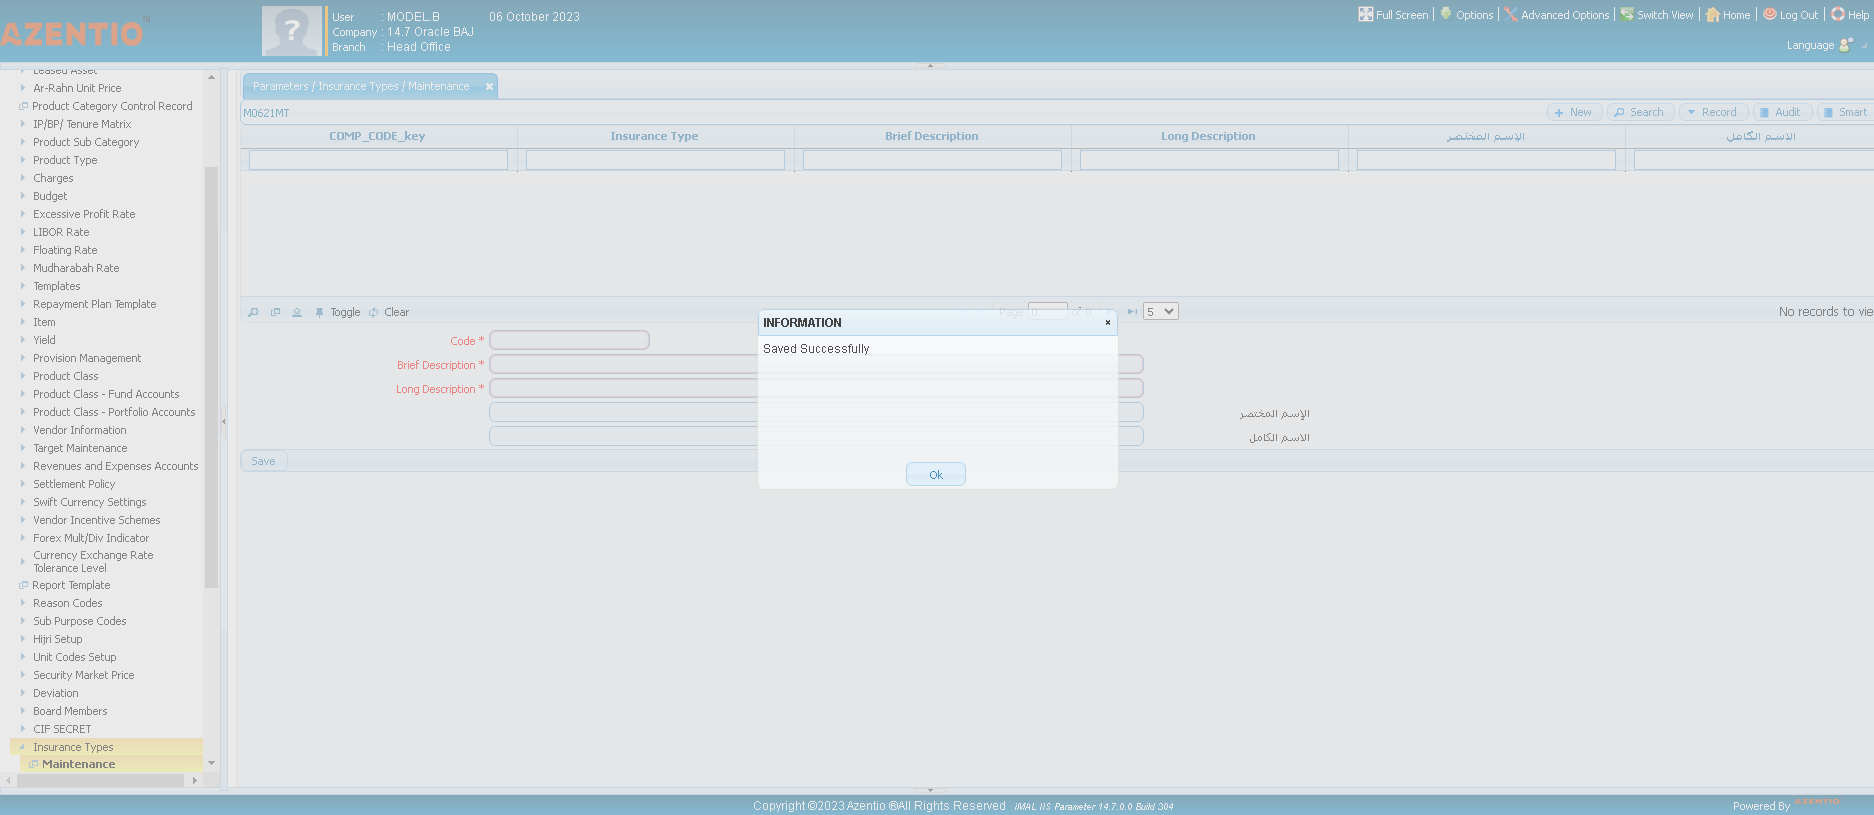 AZENTIO™
User : MODEL.B 06 October 2023
Company : 14.7 Oracle BAJ
Branch : Head Office
Full Screen Options Advanced Options Switch View Home Log Out Help
Language
Leased Asset
Ar-Rahn Unit Price
Product Category Control Record
IP/BP/ Tenure Matrix
Product Sub Category
Product Type
Charges
Budget
Excessive Profit Rate
LIBOR Rate
Floating Rate
Mudharabah Rate
Templates
Repayment Plan Template
Item
Yield
Provision Management
Product Class
Product Class - Fund Accounts
Product Class - Portfolio Accounts
Vendor Information
Target Maintenance
Revenues and Expenses Accounts
Settlement Policy
Swift Currency Settings
Vendor Incentive Schemes
Forex Mult/Div Indicator
Currency Exchange Rate
Tolerance Level
Report Template
Reason Codes
Sub Purpose Codes
Hijri Setup
Unit Codes Setup
Security Market Price
Deviation
Board Members
CIF SECRET
Insurance Types
Maintenance
Parameters / Insurance Types / Maintenance
M0621MT
New Search Record Audit Smart
COMP_CODE_key Insurance Type Brief Description Long Description الإسم المختصر الاسم الكامل
Toggle Clear Page 0 of 0 5 No records to vie
Code *
Brief Description *
Long Description *
الإسم المختصر
الاسم الكامل
Save
INFORMATION
Saved Successfully
Ok
Copyright ©2023 Azentio ®All Rights Reserved iMAL IIS Parameter 14.7.0.0 Build 304
Powered By AZENTIO